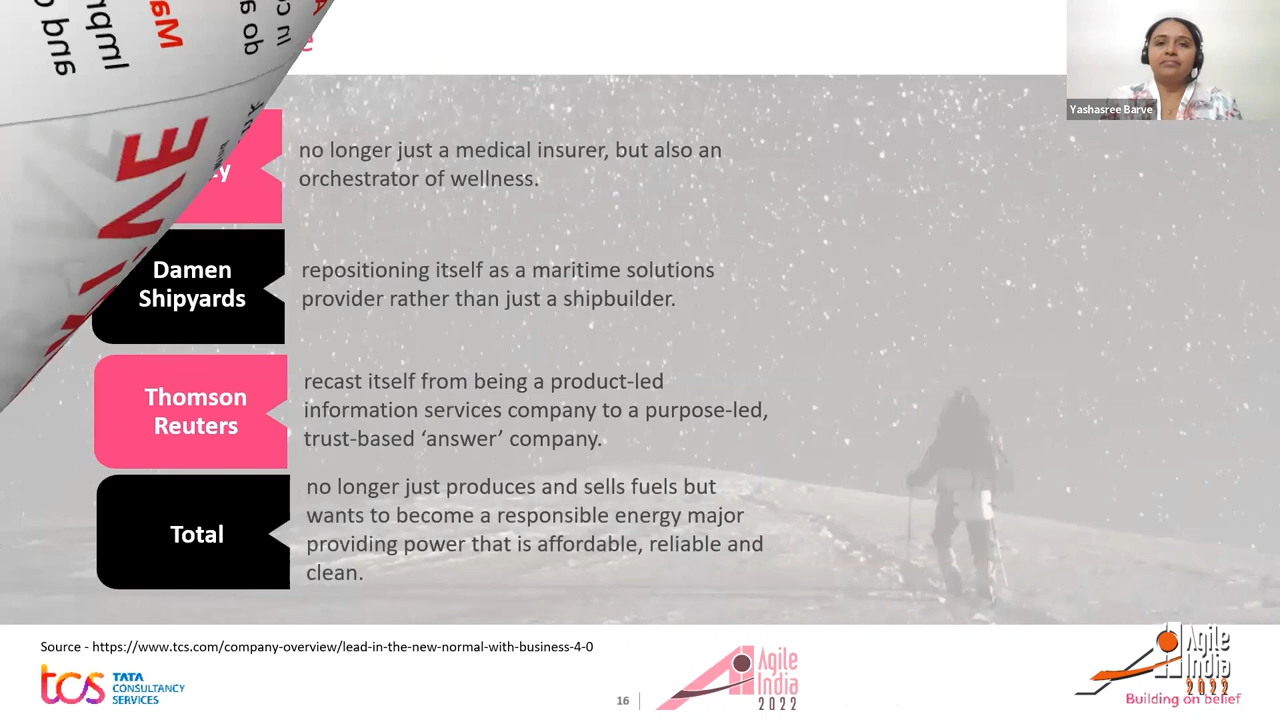 Yashasree Barve
no longer just a medical insurer, but also an
orchestrator of wellness.
Damen
Shipyards
repositioning itself as a maritime solutions
provider rather than just a shipbuilder.
Thomson
Reuters
recast itself from being a product-led
information services company to a purpose-led,
trust-based ‘answer’ company.
Total
no longer just produces and sells fuels but
wants to become a responsible energy major
providing power that is affordable, reliable and
clean.
Source - https://www.tcs.com/company-overview/lead-in-the-new-normal-with-business-4-0
tcs TATA
CONSULTANCY
SERVICES
16
Agile
India
2022
Agile
India
2022
Building on belief